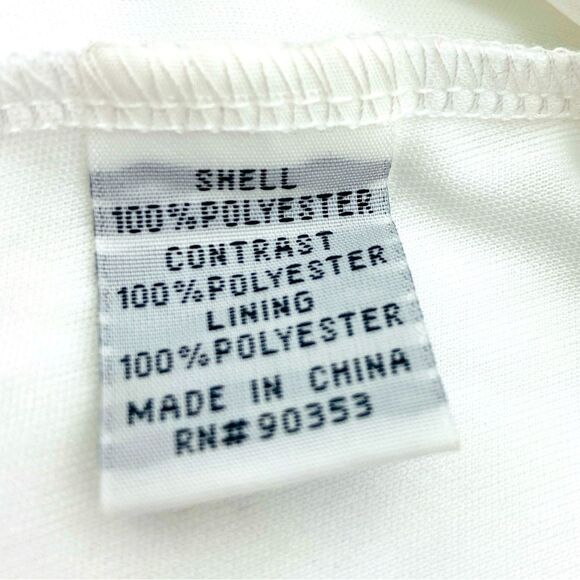 SHELL
100%POLYESTER
CONTRAST
100%POLYESTER
LINING
100%POLYESTER
MADE IN CHINA
RN#90353